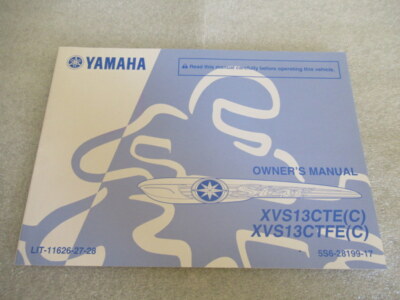 YAMAHA
Read this manual carefully before operating this vehicle.
OWNER'S MANUAL
XVS13CTE(C)
XVS13CTFE(C)
LIT-11626-27-28
5S6-28199-17